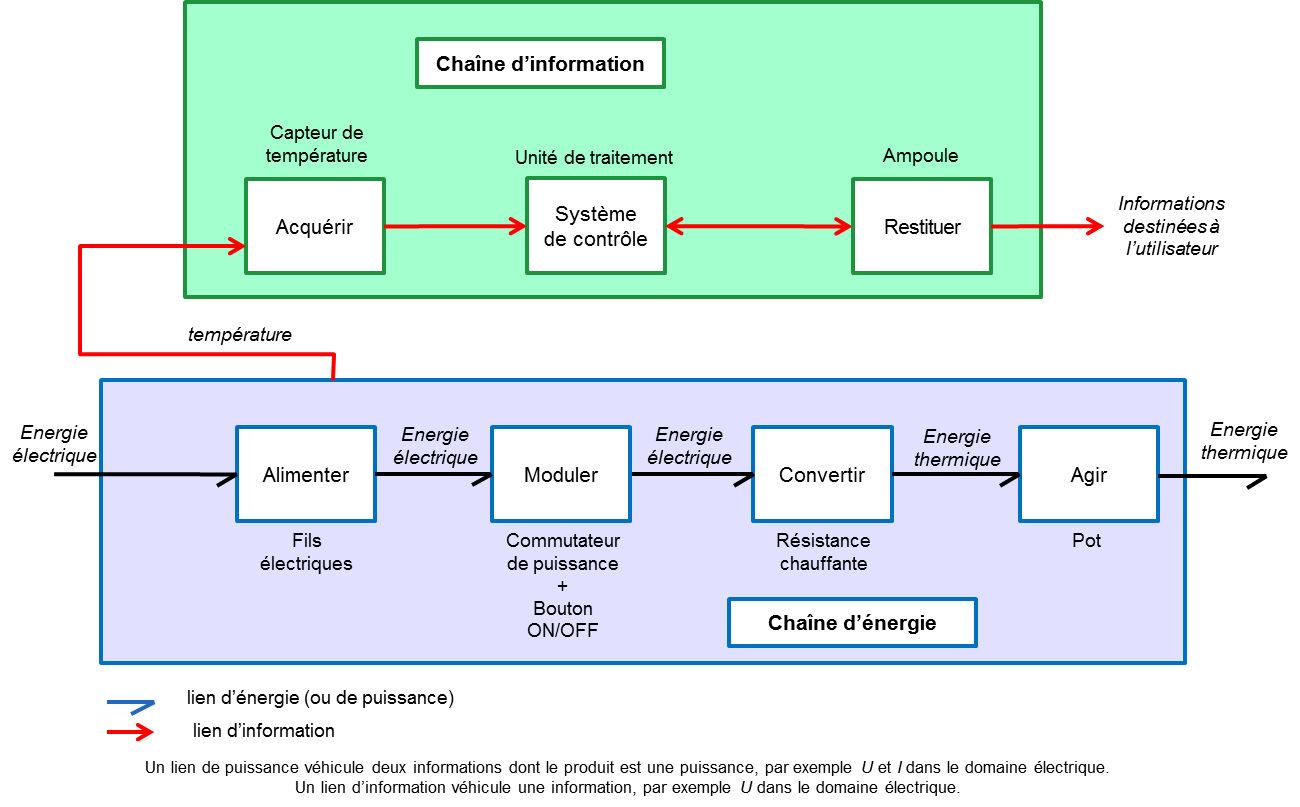 Chaîne d’information
Capteur de
température
Unité de traitement
Ampoule
Acquérir
Système
de contrôle
Restituer
Informations
destinées à
l’utilisateur
température
Energie
électrique
Alimenter
Energie
électrique
Moduler
Energie
électrique
Convertir
Energie
thermique
Agir
Energie
thermique
Fils
électriques
Commutateur
de puissance
+
Bouton
ON/OFF
Résistance
chauffante
Pot
Chaîne d’énergie
lien d’énergie (ou de puissance)
lien d’information
Un lien de puissance véhicule deux informations dont le produit est une puissance, par exemple U et I dans le domaine électrique.
Un lien d’information véhicule une information, par exemple U dans le domaine électrique.